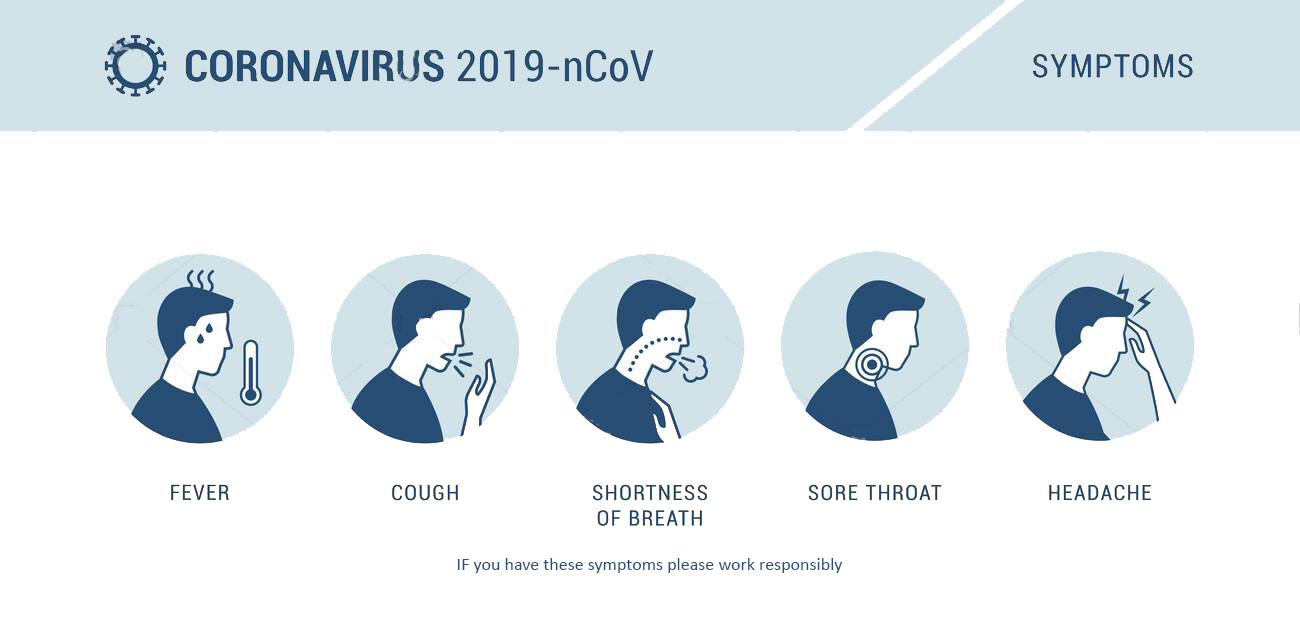 CORONAVIRUS 2019-nCoV
SYMPTOMS
FEVER
COUGH
SHORTNESS
OF BREATH
SORE THROAT
HEADACHE
IF you have these symptoms please work responsibly